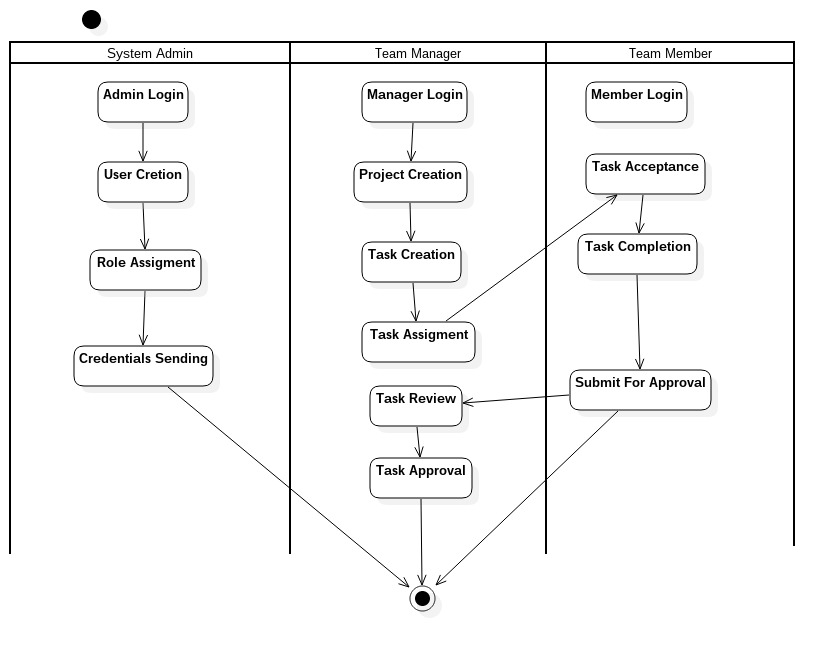 System Admin
Team Manager
Team Member
Admin Login
User Cretion
Role Assigment
Credentials Sending
Manager Login
Project Creation
Task Creation
Task Assigment
Task Review
Task Approval
Member Login
Task Acceptance
Task Completion
Submit For Approval